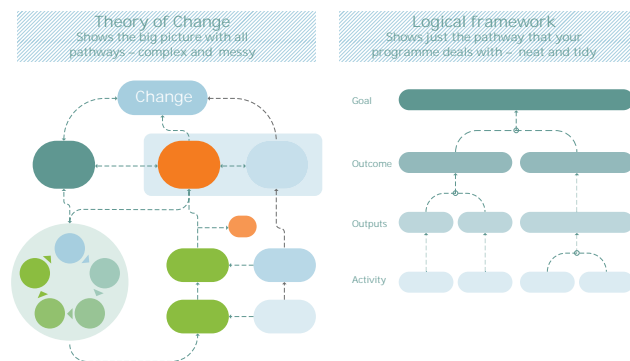 Theory of Change
Shows the big picture with all
pathways – complex and messy
Change
Logical framework
Shows just the pathway that your
programme deals with – neat and tidy
Goal
Outcome
Outputs
Activity